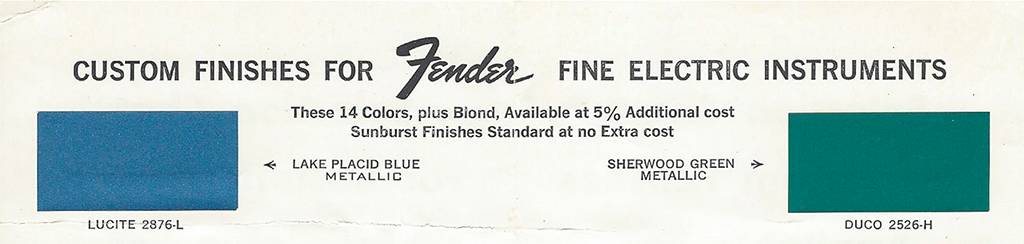 CUSTOM FINISHES FOR Fender FINE ELECTRIC INSTRUMENTS
These 14 Colors, plus Blond, Available at 5% Additional cost
Sunburst Finishes Standard at no Extra cost
LAKE PLACID BLUE
METALLIC
SHERWOOD GREEN
METALLIC
LUCITE 2876-L
DUCO 2526-H